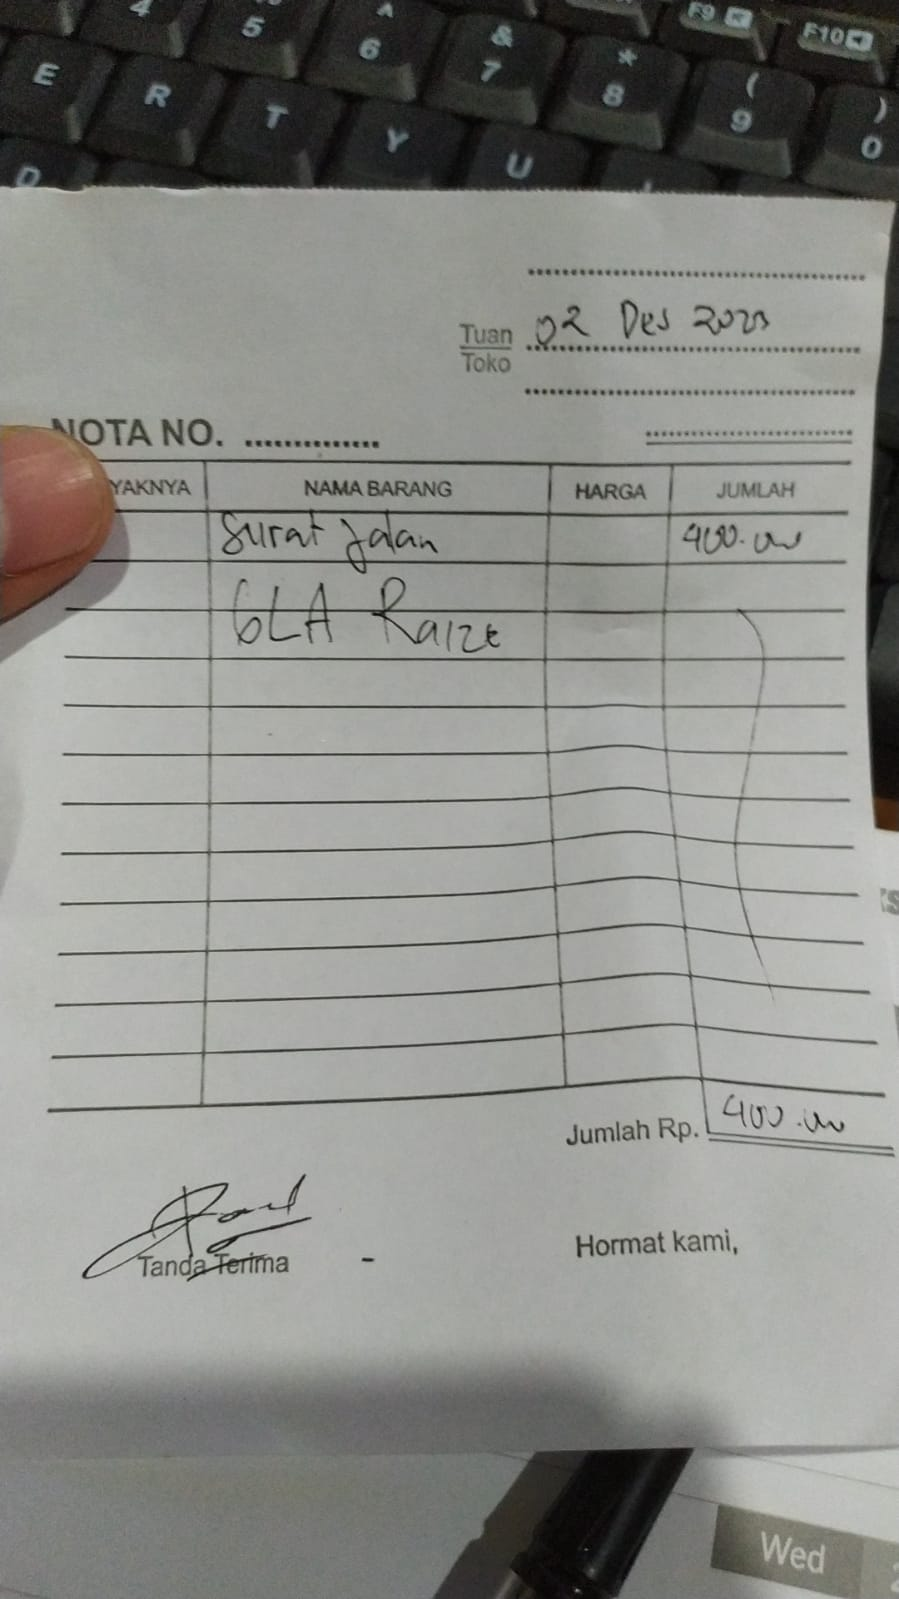 4
5
^
6
&
7
*
8
F9
(
9
F10
)
0
E
R
T
Y
U
D
Tuan
Toko
02 Des 2023
NOTA NO.
YAKNYA NAMA BARANG HARGA JUMLAH
Surat Jalan 400.000
GLA Raize
Jumlah Rp. 400.000
Tanda Terima
-
Hormat kami,
Wed